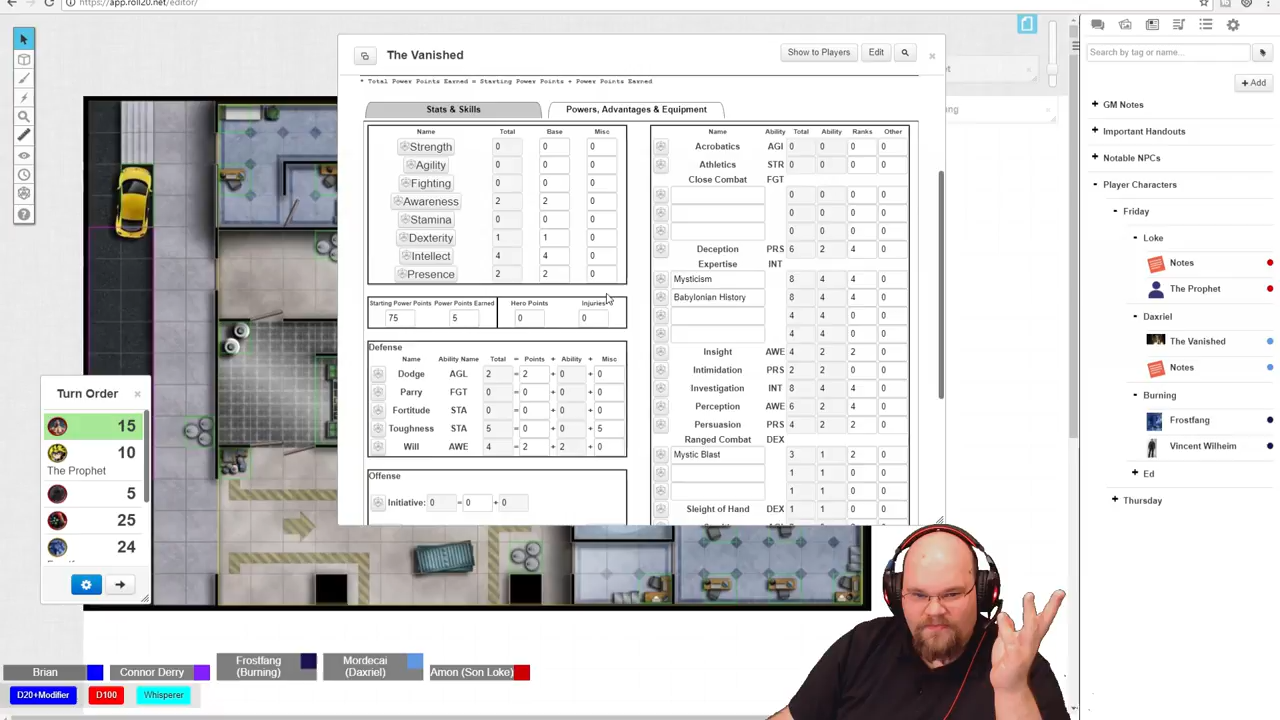 https://app.roll20.net/editor/
The Vanished
Show to Players
Edit
* Total Power Points Earned = Starting Power Points + Power Points Earned
Stats & Skills
Powers, Advantages & Equipment
Name Total Base Misc
Strength 0 0 0
Agility 0 0 0
Fighting 0 0 0
Awareness 2 2 0
Stamina 0 0 0
Dexterity 1 1 0
Intellect 4 4 0
Presence 2 2 0
Starting Power Points Power Points Earned Hero Points Injuries
75 5 0 0
Defense
Name Ability Name Total = Points + Ability + Misc
Dodge AGL 2 = 2 + 0 + 0
Parry FGT 0 = 0 + 0 + 0
Fortitude STA 0 = 0 + 0 + 0
Toughness STA 5 = 0 + 0 + 5
Will AWE 4 = 2 + 2 + 0
Offense
Initiative: 0 = 0 + 0
Name Ability Total Ability Ranks Other
Acrobatics AGI 0 0 0 0
Athletics STR 0 0 0 0
Close Combat FGT
0 0 0 0
0 0 0 0
0 0 0 0
Deception PRS 6 2 4 0
Expertise INT
Mysticism 8 4 4 0
Babylonian History 8 4 4 0
4 4 0 0
4 4 0 0
Insight AWE 4 2 2 0
Intimidation PRS 2 2 0 0
Investigation INT 8 4 4 0
Perception AWE 6 2 4 0
Persuasion PRS 4 2 2 0
Ranged Combat DEX
Mystic Blast 3 1 2 0
1 1 0 0
1 1 0 0
Sleight of Hand DEX 1 1 0 0
Turn Order
15
10
The Prophet
5
25
24
Brian
Connor Derry
Frostfang
(Burning)
Mordecai
(Daxriel)
Amon (Son Loke)
D20+Modifier
D100
Whisperer
Search by tag or name...
+ Add
GM Notes
Important Handouts
Notable NPCs
Player Characters
Friday
Loke
Notes
The Prophet
Daxriel
The Vanished
Notes
Burning
Frostfang
Vincent Wilheim
Ed
Thursday